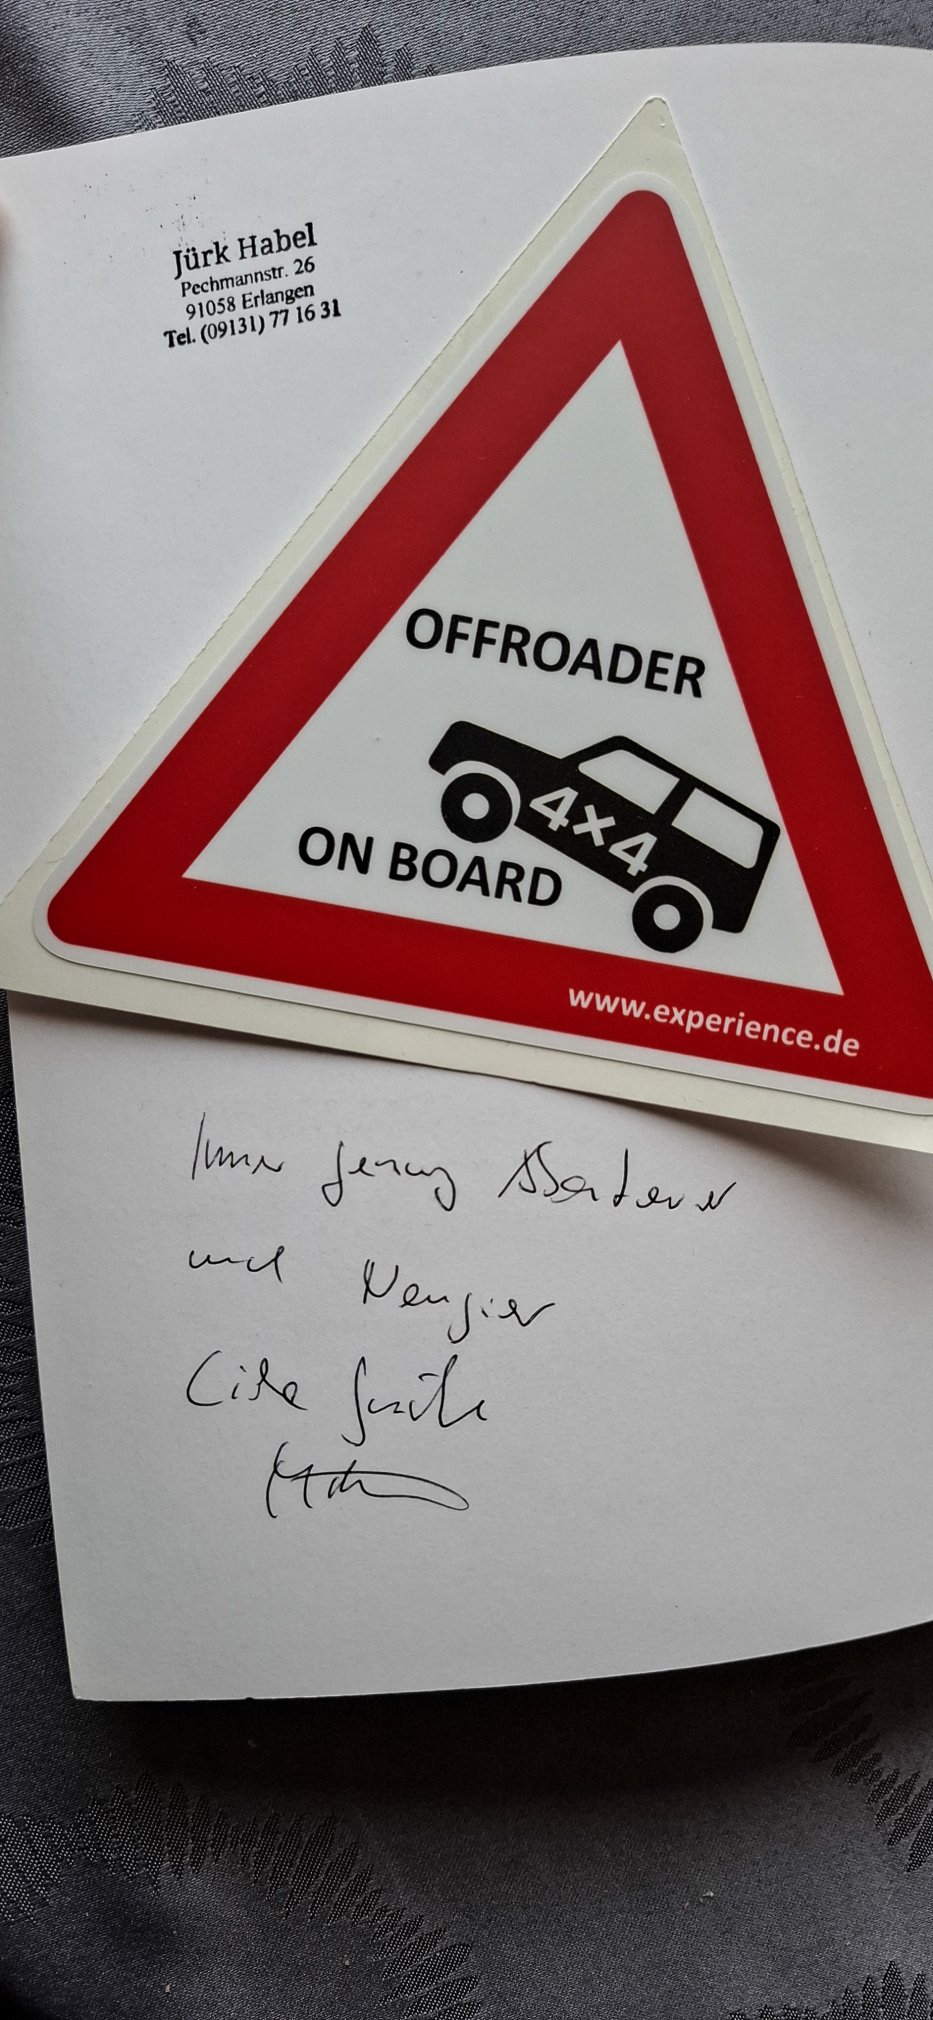 Jürk Habel
Pechmannstr. 26
91058 Erlangen
Tel. (09131) 77 16 31
OFFROADER
4x4
ON BOARD
www.experience.de
Immer genug Abenteuer
und Neugier
Liebe Grüße